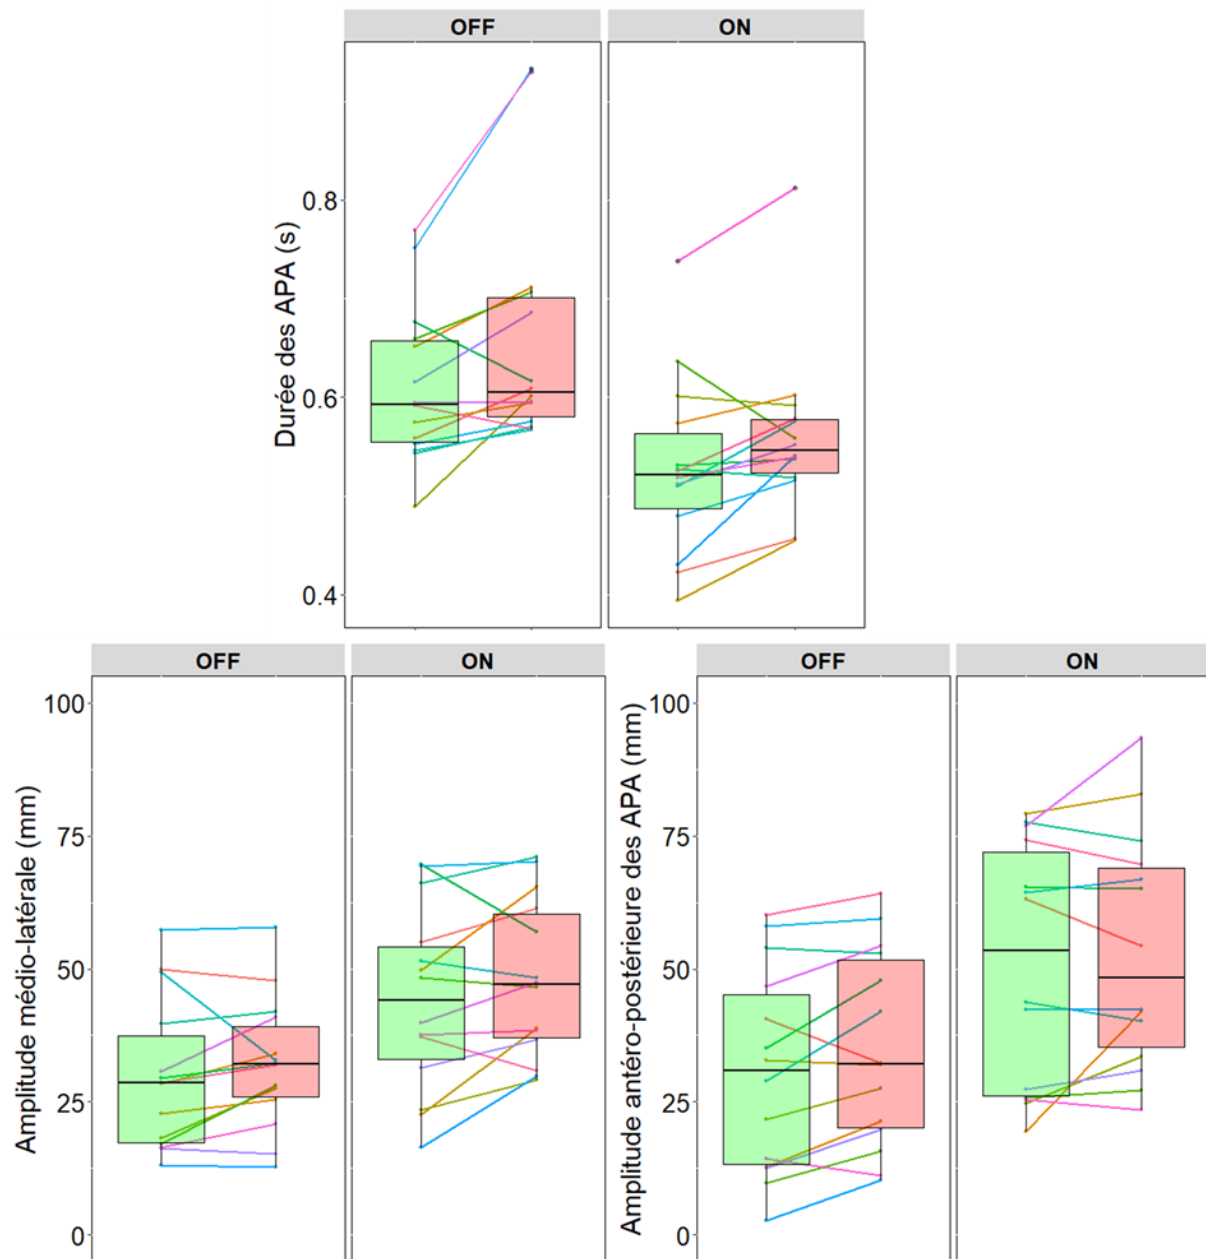 OFF
ON
Durée des APA (s)
0.8
0.6
0.4
OFF
ON
Amplitude médio-latérale (mm)
100
75
50
25
0
OFF
ON
Amplitude antéro-postérieure des APA (mm)
100
75
50
25
0